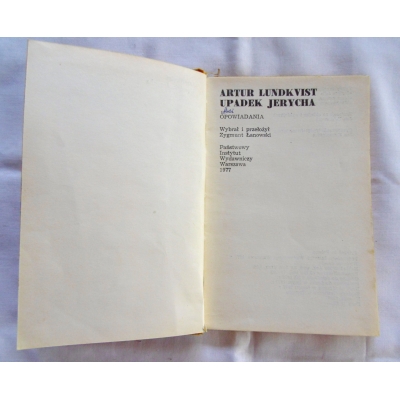 ARTUR LUNDKVIST
UPADEK JERYCHA
OPOWIADANIA
Wybrał i przełożył
Zygmunt Łanowski
Państwowy
Instytut
Wydawniczy
Warszawa
1977